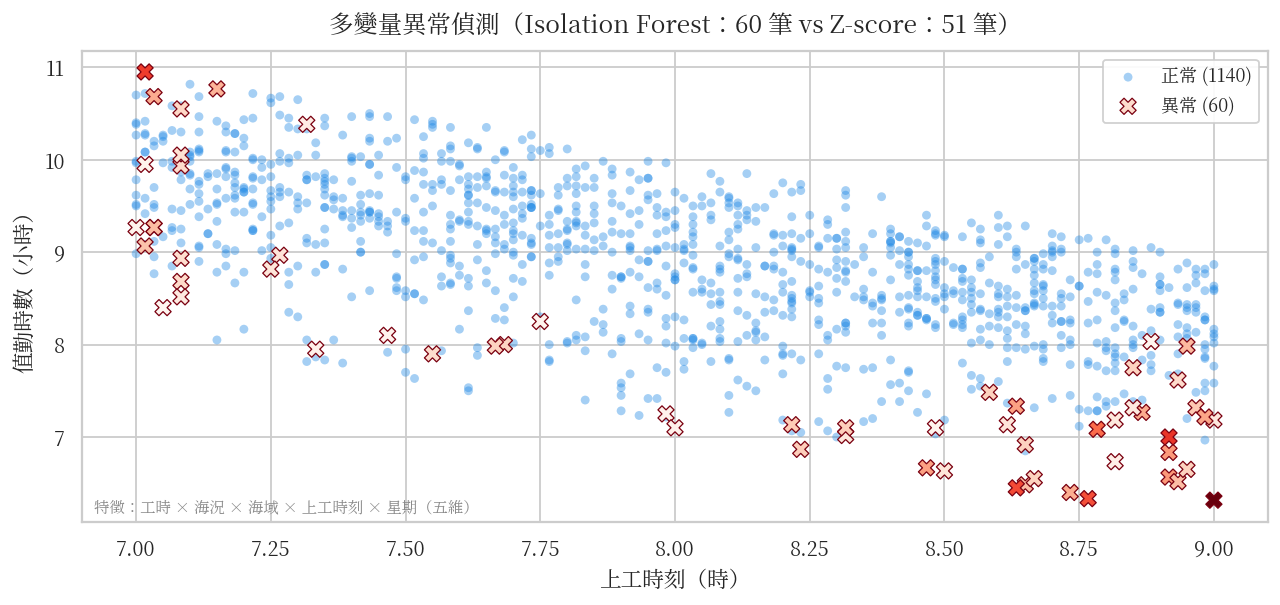 多變量異常偵測（Isolation Forest：60 筆 vs Z-score：51 筆）
正常 (1140)
異常 (60)
值勤時數（小時）
11
10
9
8
7
特徵：工時 × 海況 × 海域 × 上工時刻 × 星期（五維）
7.00 7.25 7.50 7.75 8.00 8.25 8.50 8.75 9.00
上工時刻（時）